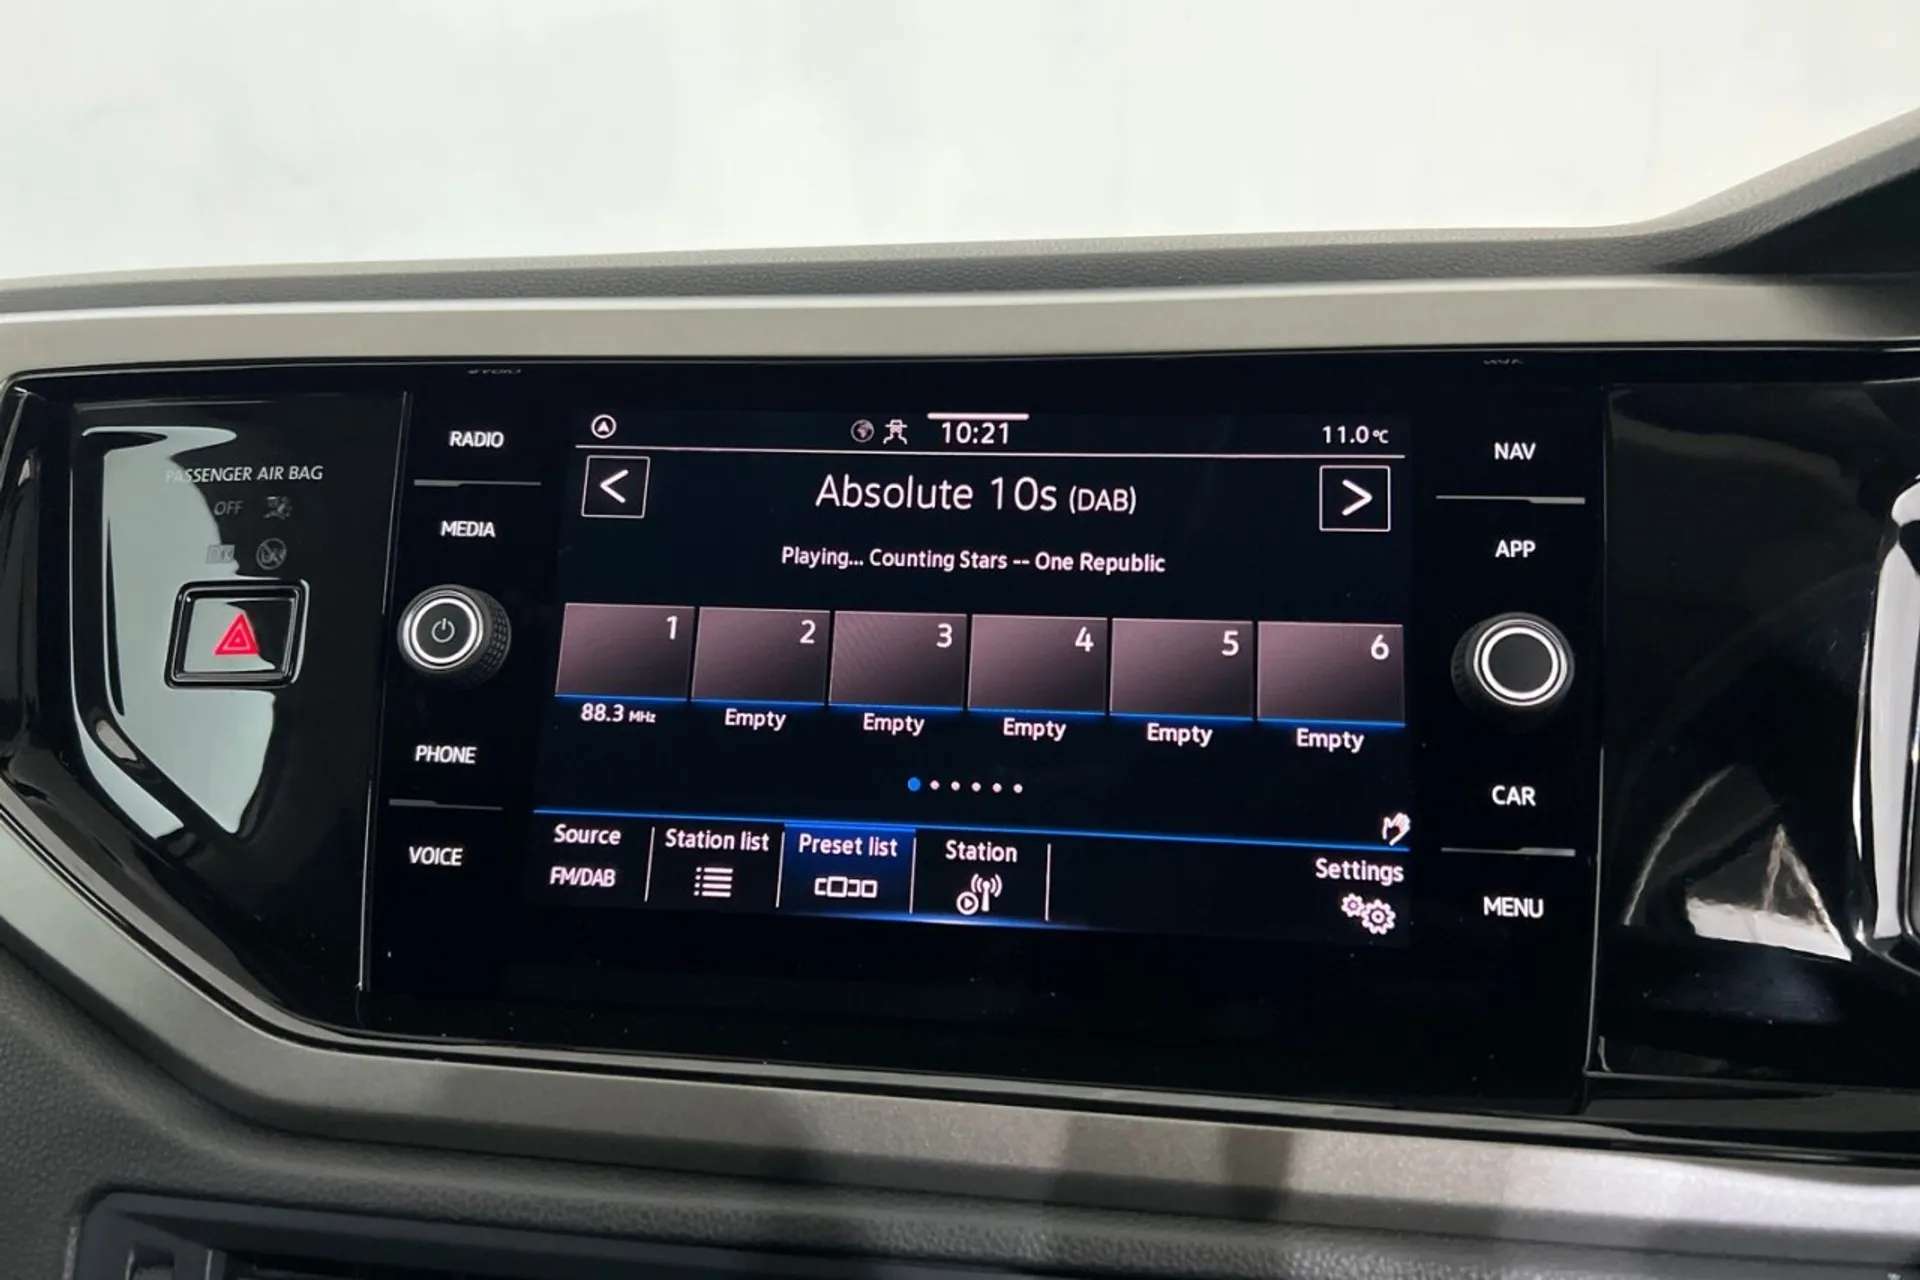 PASSENGER AIR BAG
OFF
RADIO
MEDIA
PHONE
VOICE
10:21
11.0°C
Absolute 10s (DAB)
Playing... Counting Stars -- One Republic
1 2 3 4 5 6
88.3 MHz Empty Empty Empty Empty Empty
Source Station list Preset list Station Settings
FM/DAB
NAV
APP
CAR
MENU